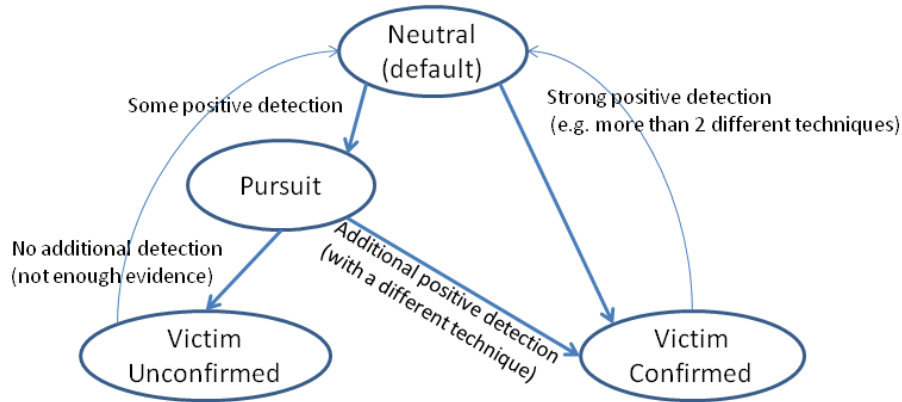 Neutral
(default)
Some positive detection
Strong positive detection
(e.g. more than 2 different techniques)
Pursuit
No additional detection
(not enough evidence)
Additional positive detection
(with a different technique)
Victim
Unconfirmed
Victim
Confirmed